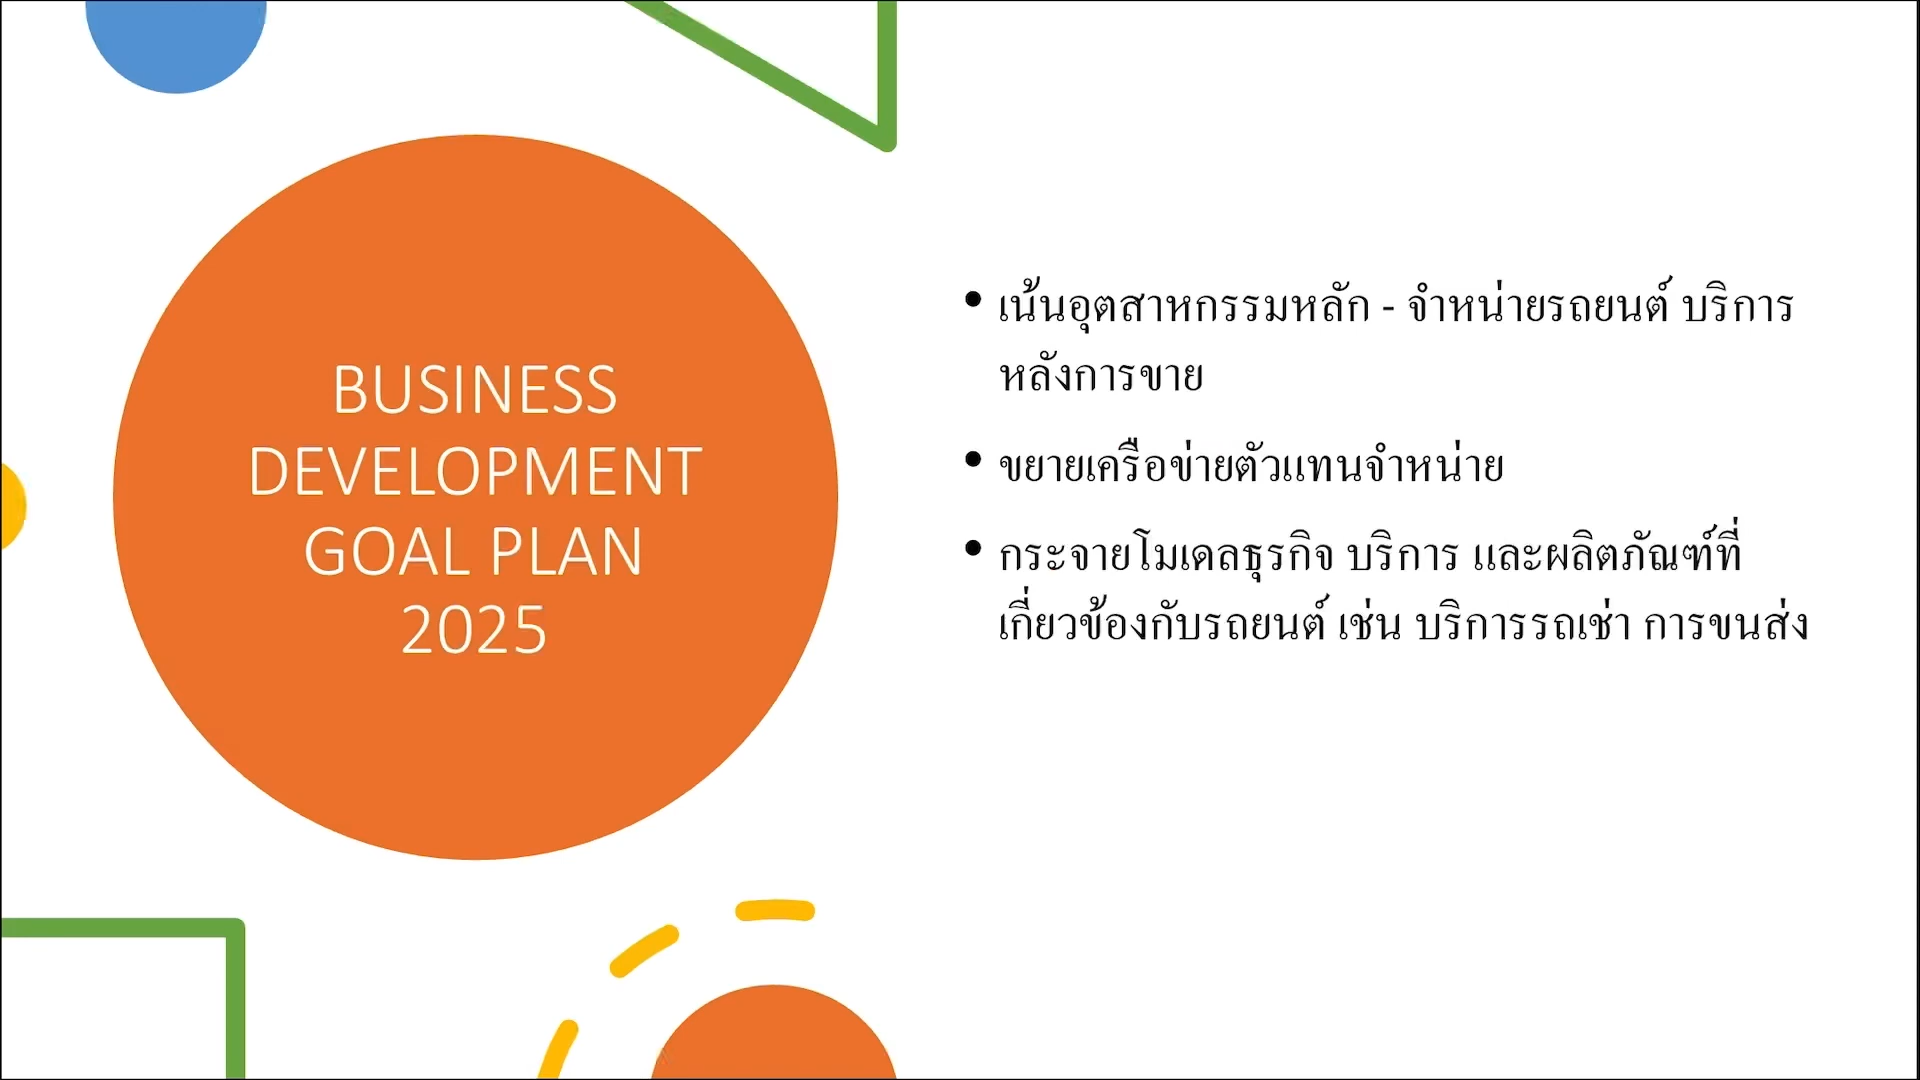 BUSINESS
DEVELOPMENT
GOAL PLAN
2025
• เน้นอุตสาหกรรมหลัก - จำหน่ายรถยนต์ บริการ
หลังการขาย
• ขยายเครือข่ายตัวแทนจำหน่าย
• กระจายโมเดลธุรกิจ บริการ และผลิตภัณฑ์ที่
เกี่ยวข้องกับรถยนต์ เช่น บริการรถเช่า การขนส่ง